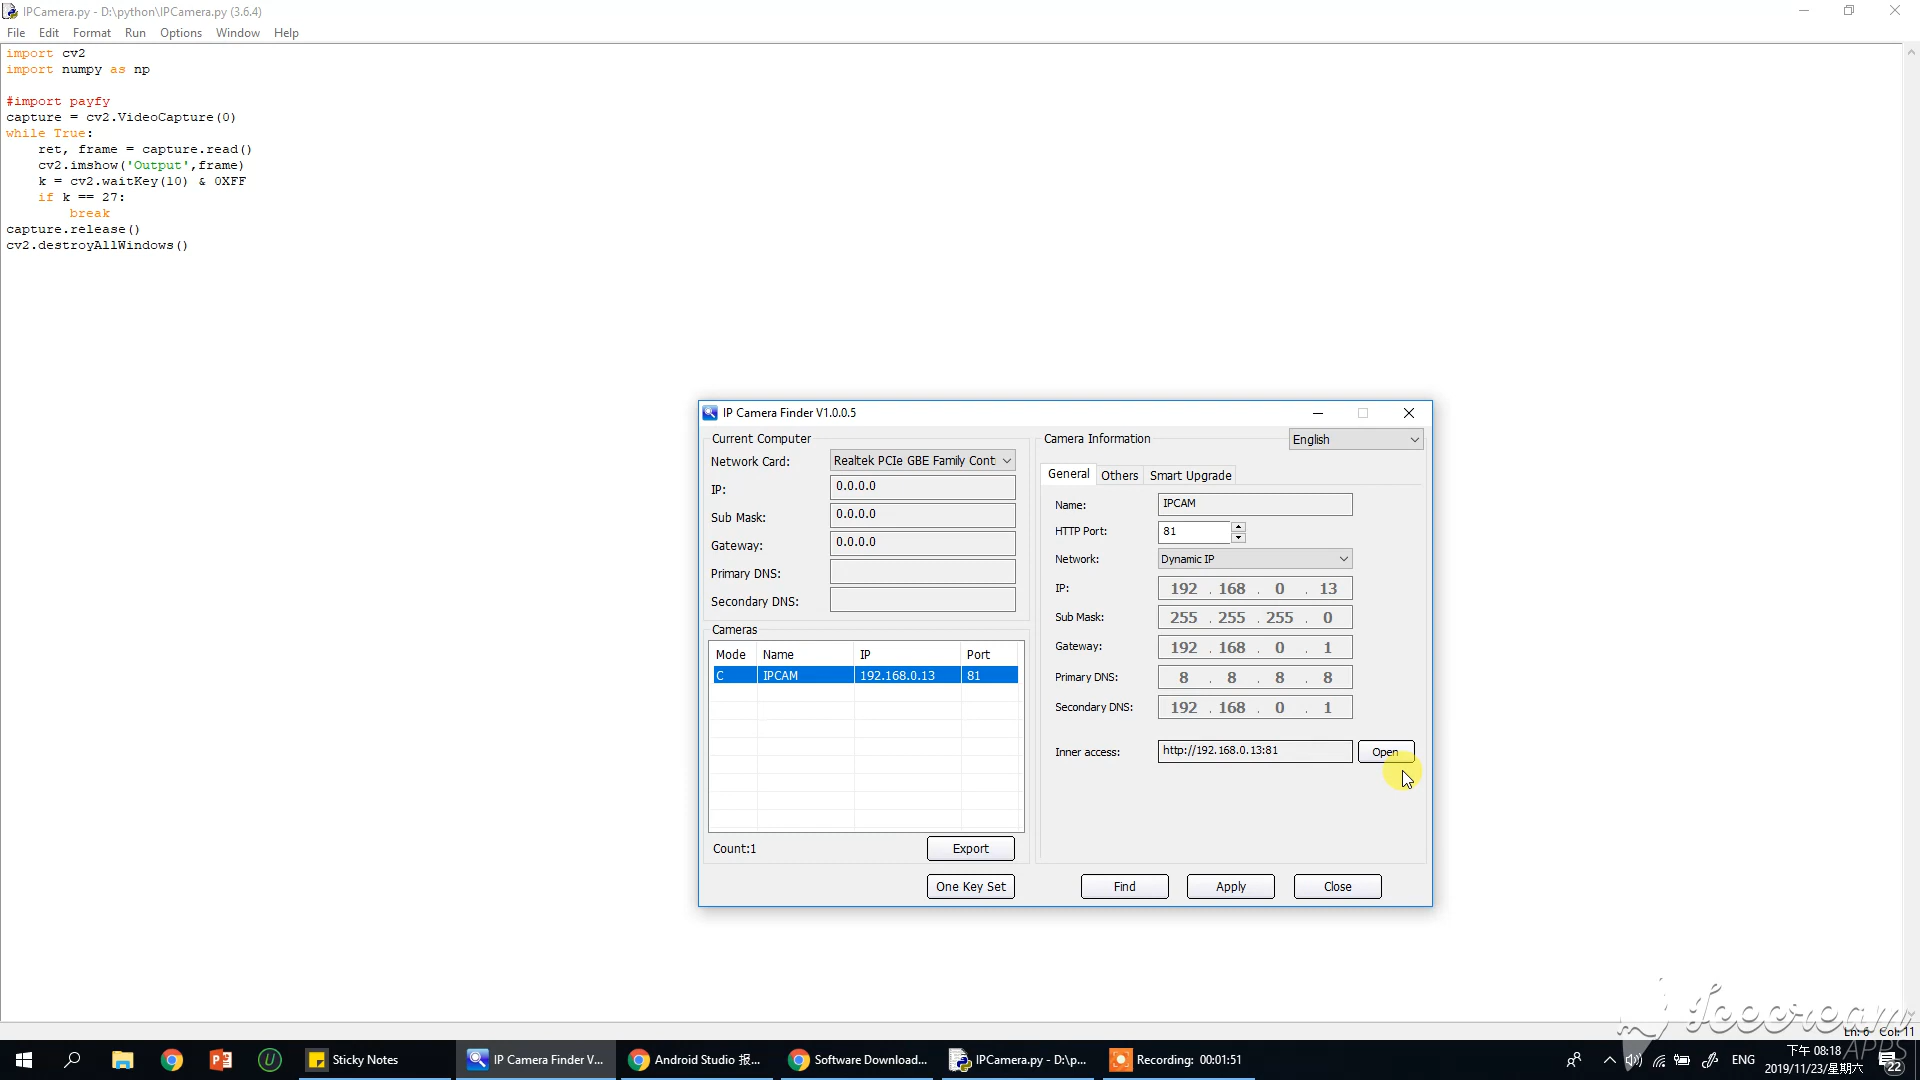 IPCamera.py - D:\python\IPCamera.py (3.6.4)
File Edit Format Run Options Window Help
import cv2
import numpy as np
#import payfy
capture = cv2.VideoCapture(0)
while True:
    ret, frame = capture.read()
    cv2.imshow('Output',frame)
    k = cv2.waitKey(10) & 0XFF
    if k == 27:
        break
capture.release()
cv2.destroyAllWindows()
IP Camera Finder V1.0.0.5
Current Computer
Network Card: Realtek PCIe GBE Family Cont
IP: 0.0.0.0
Sub Mask: 0.0.0.0
Gateway: 0.0.0.0
Primary DNS:
Secondary DNS:
Cameras
Mode Name IP Port
C IPCAM 192.168.0.13 81
Count:1
Export
One Key Set
Camera Information
English
General Others Smart Upgrade
Name: IPCAM
HTTP Port: 81
Network: Dynamic IP
IP: 192 . 168 . 0 . 13
Sub Mask: 255 . 255 . 255 . 0
Gateway: 192 . 168 . 0 . 1
Primary DNS: 8 . 8 . 8 . 8
Secondary DNS: 192 . 168 . 0 . 1
Inner access: http://192.168.0.13:81 Open
Find Apply Close
Icecream
APPS
Ln: 6 Col: 11
Sticky Notes
IP Camera Finder V...
Android Studio 报...
Software Download...
IPCamera.py - D:\p...
Recording: 00:01:51
ENG
下午 08:18
2019/11/23/星期六
22